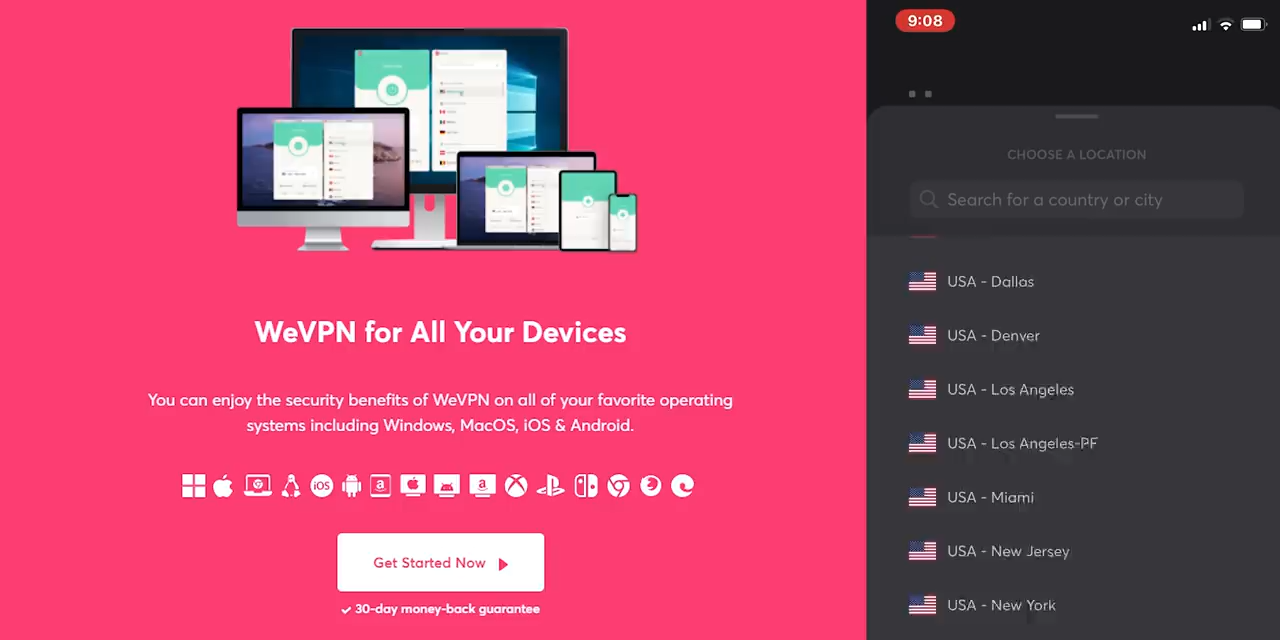 WeVPN for All Your Devices
You can enjoy the security benefits of WeVPN on all of your favorite operating
systems including Windows, MacOS, iOS & Android.
iOS
Get Started Now
30-day money-back guarantee
9:08
CHOOSE A LOCATION
Search for a country or city
USA - Dallas
USA - Denver
USA - Los Angeles
USA - Los Angeles-PF
USA - Miami
USA - New Jersey
USA - New York